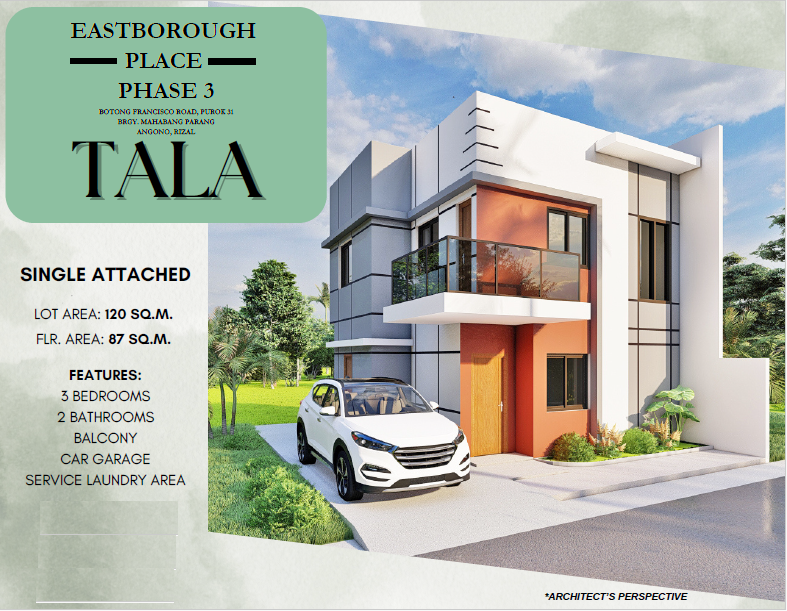 EASTBOROUGH
PLACE
PHASE 3
BOTONG FRANCISCO ROAD, PUROK 31
BRGY. MAHABANG PARANG
ANGONO, RIZAL
TALA
SINGLE ATTACHED
LOT AREA: 120 SQ.M.
FLR. AREA: 87 SQ.M.
FEATURES:
3 BEDROOMS
2 BATHROOMS
BALCONY
CAR GARAGE
SERVICE LAUNDRY AREA
*ARCHITECT'S PERSPECTIVE